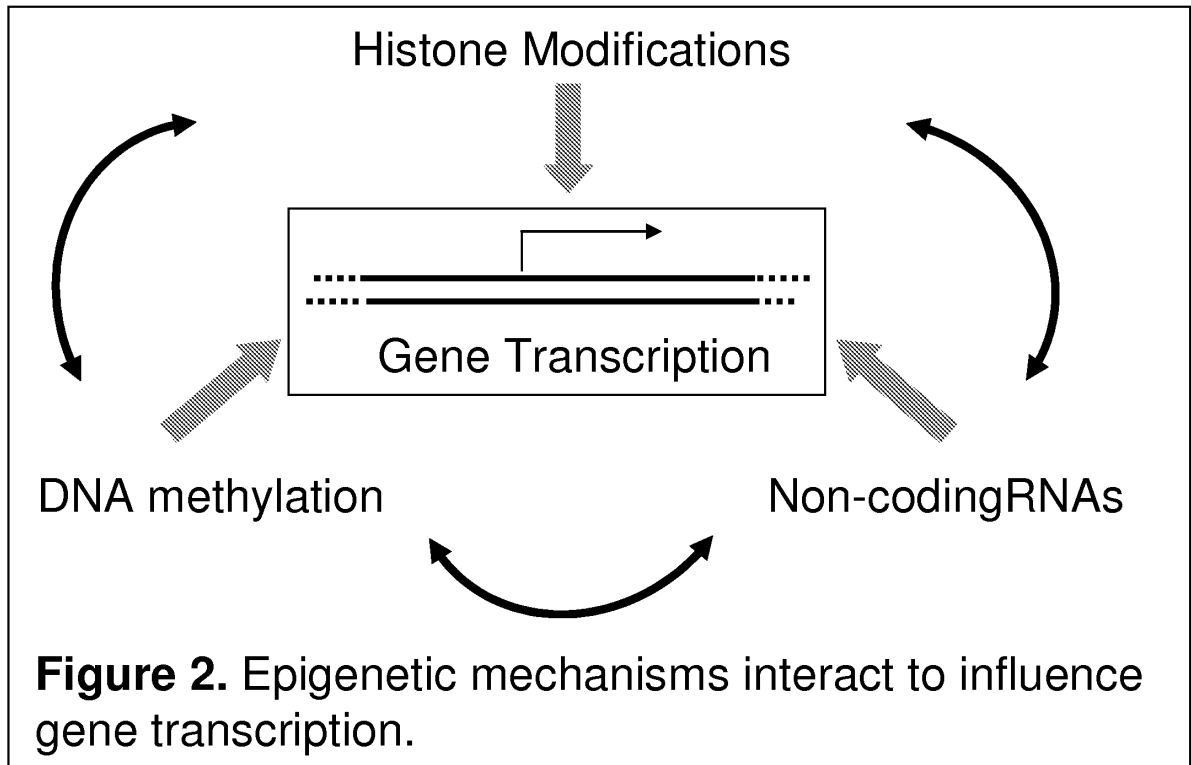 Histone Modifications
Gene Transcription
DNA methylation
Non-codingRNAs
Figure 2. Epigenetic mechanisms interact to influence
gene transcription.